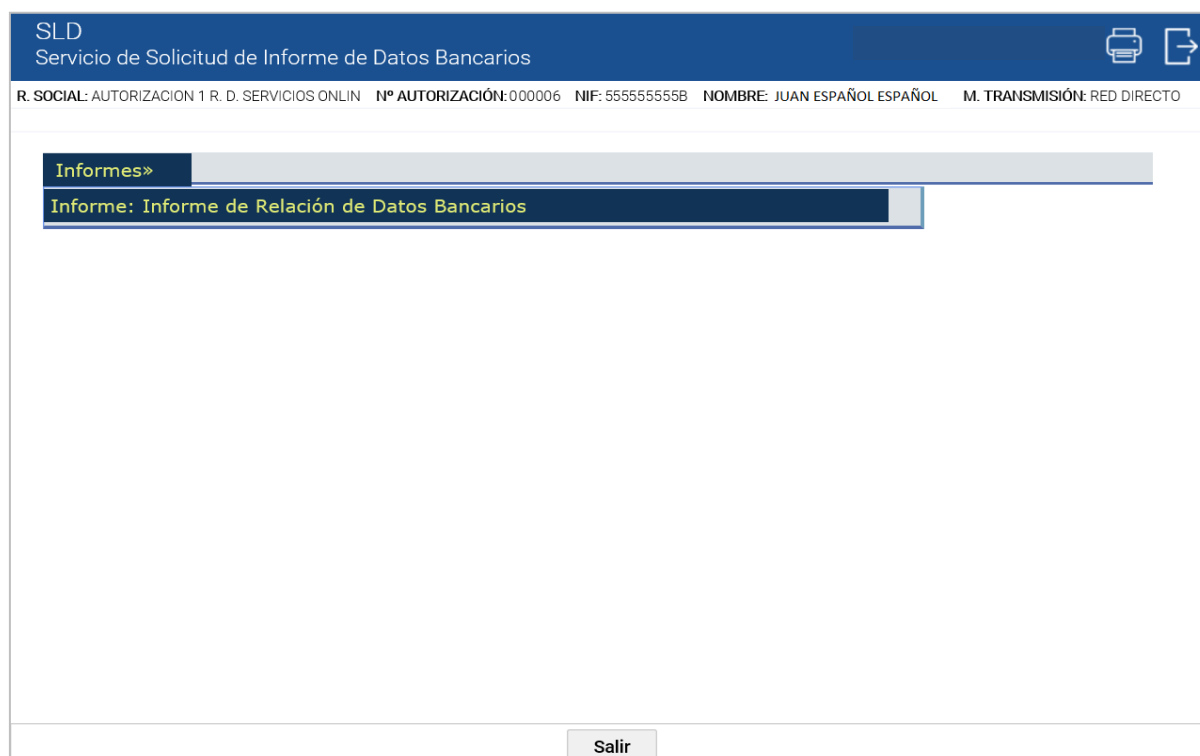 SLD
Servicio de Solicitud de Informe de Datos Bancarios
R. SOCIAL: AUTORIZACION 1 R. D. SERVICIOS ONLIN Nº AUTORIZACIÓN: 000006 NIF: 555555555B NOMBRE: JUAN ESPAÑOL ESPAÑOL M. TRANSMISIÓN: RED DIRECTO
Informes»
Informe: Informe de Relación de Datos Bancarios
Salir